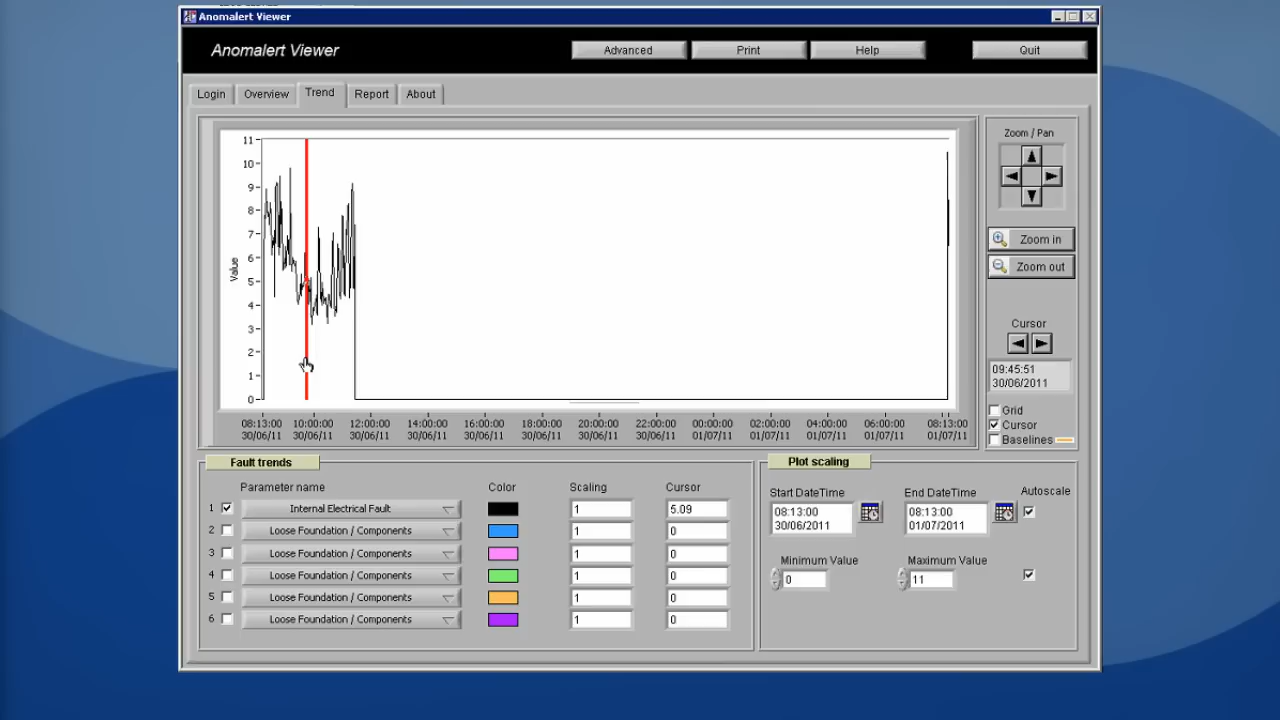 Anomalert Viewer
Anomalert Viewer
Advanced
Print
Help
Quit
Login
Overview
Trend
Report
About
Zoom / Pan
Zoom in
Zoom out
Cursor
09:45:51
30/06/2011
Grid
Cursor
Baselines
Value
11
10
9
8
7
6
5
4
3
2
1
0
08:13:00 10:00:00 12:00:00 14:00:00 16:00:00 18:00:00 20:00:00 22:00:00 00:00:00 02:00:00 04:00:00 06:00:00 08:13:00
30/06/11 30/06/11 30/06/11 30/06/11 30/06/11 30/06/11 30/06/11 30/06/11 01/07/11 01/07/11 01/07/11 01/07/11 01/07/11
Fault trends
Parameter name Color Scaling Cursor
1 Internal Electrical Fault 1 5.09
2 Loose Foundation / Components 1 0
3 Loose Foundation / Components 1 0
4 Loose Foundation / Components 1 0
5 Loose Foundation / Components 1 0
6 Loose Foundation / Components 1 0
Plot scaling
Start DateTime End DateTime Autoscale
08:13:00 08:13:00
30/06/2011 01/07/2011
Minimum Value Maximum Value
0 11